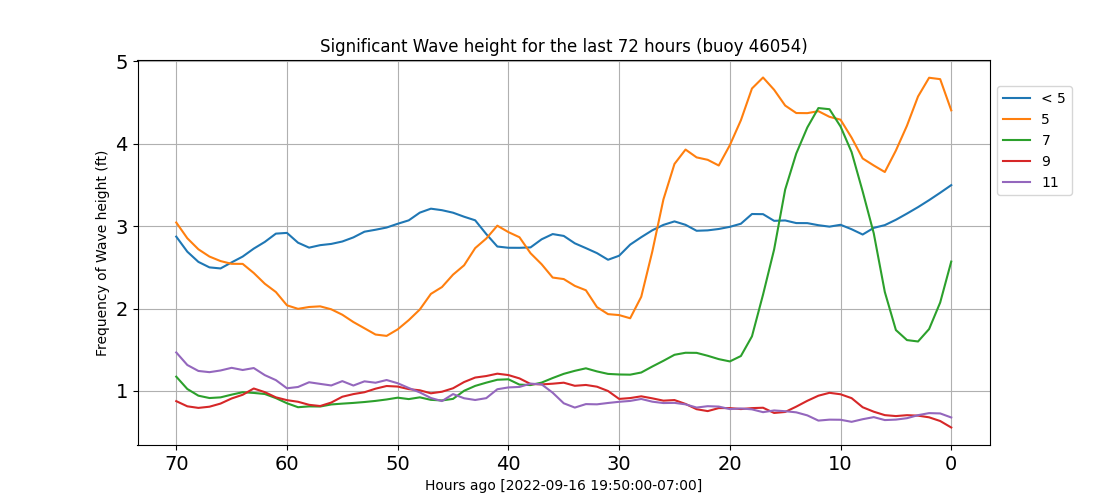 Significant Wave height for the last 72 hours (buoy 46054)
Frequency of Wave height (ft)
5
4
3
2
1
70 60 50 40 30 20 10 0
Hours ago [2022-09-16 19:50:00-07:00]
< 5
5
7
9
11